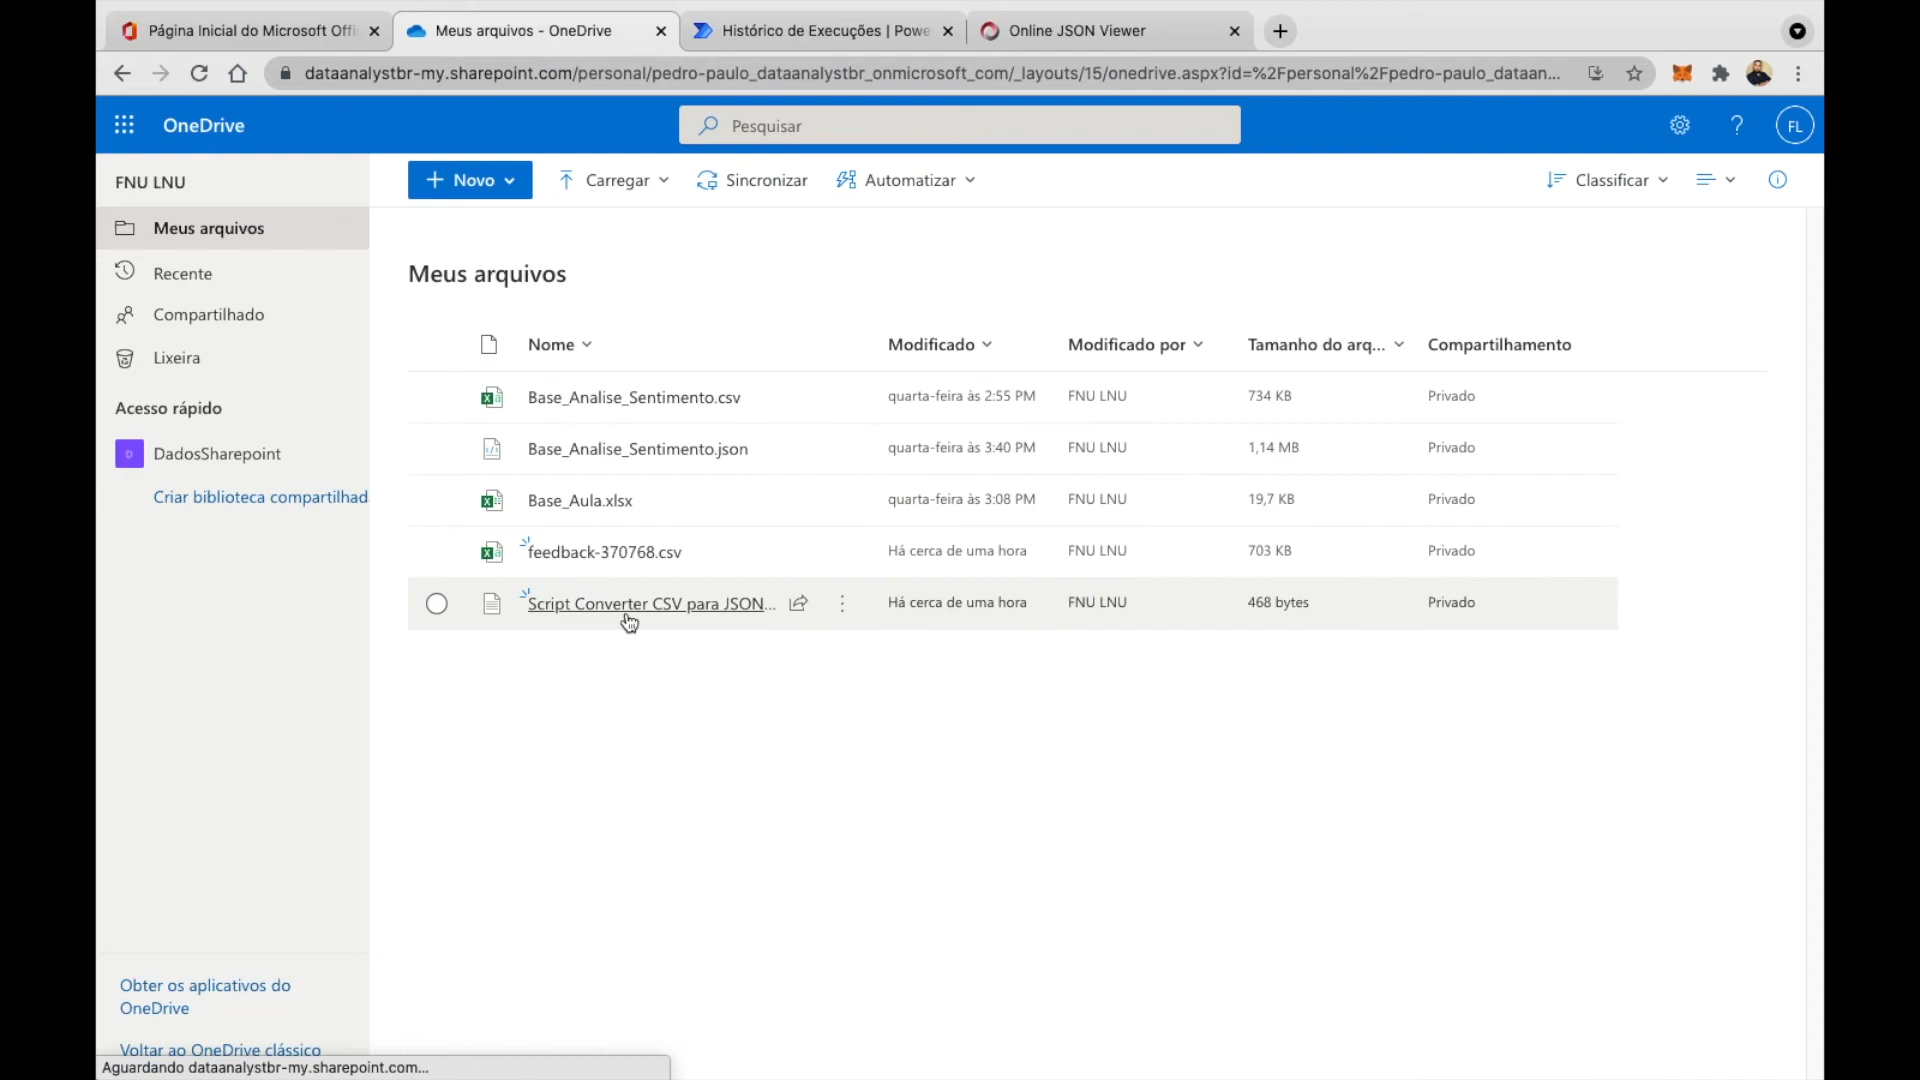 Página Inicial do Microsoft Offi
Meus arquivos - OneDrive
Histórico de Execuções | Powe
Online JSON Viewer
dataanalystbr-my.sharepoint.com/personal/pedro-paulo_dataanalystbr_onmicrosoft_com/_layouts/15/onedrive.aspx?id=%2Fpersonal%2Fpedro-paulo_dataan...
OneDrive
Pesquisar
FL
FNU LNU
Novo
Carregar
Sincronizar
Automatizar
Classificar
Meus arquivos
Recente
Compartilhado
Lixeira
Acesso rápido
D
DadosSharepoint
Criar biblioteca compartilhad
Meus arquivos
Nome Modificado Modificado por Tamanho do arq... Compartilhamento
Base_Analise_Sentimento.csv quarta-feira às 2:55 PM FNU LNU 734 KB Privado
Base_Analise_Sentimento.json quarta-feira às 3:40 PM FNU LNU 1,14 MB Privado
Base_Aula.xlsx quarta-feira às 3:08 PM FNU LNU 19,7 KB Privado
feedback-370768.csv Há cerca de uma hora FNU LNU 703 KB Privado
Script Converter CSV para JSON... Há cerca de uma hora FNU LNU 468 bytes Privado
Obter os aplicativos do
OneDrive
Voltar ao OneDrive clássico
Aguardando dataanalystbr-my.sharepoint.com...